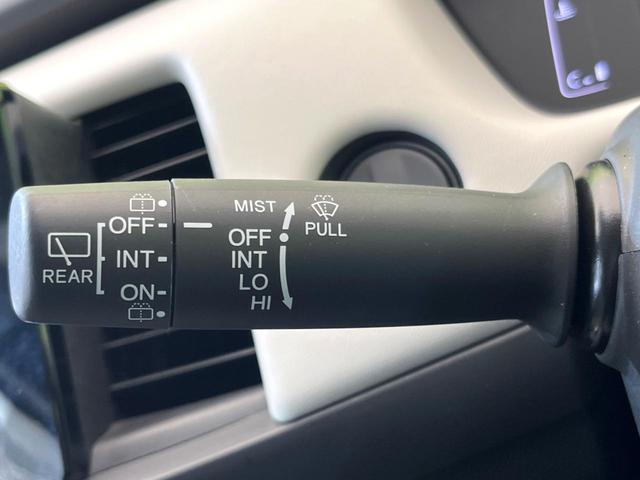 OFF
INT
ON
REAR
MIST
OFF
INT
LO
HI
PULL